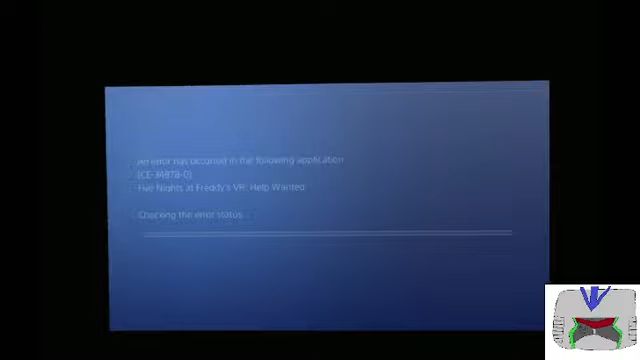 An error has occurred in the following application.
(CE-34878-0)
Five Nights at Freddy's VR: Help Wanted
Checking the error status...